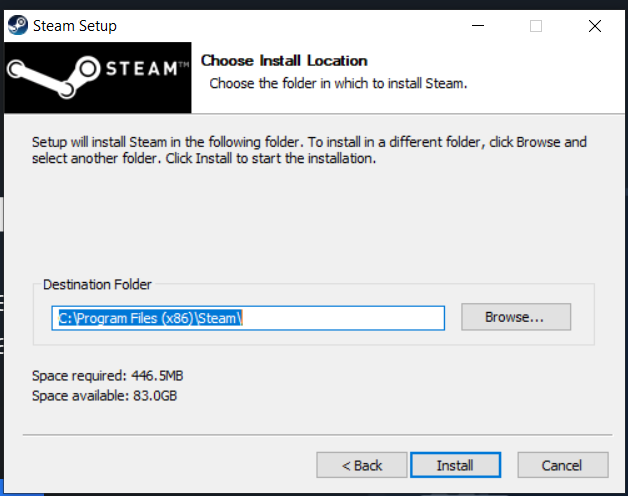 Steam Setup
STEAM™
Choose Install Location
Choose the folder in which to install Steam.
Setup will install Steam in the following folder. To install in a different folder, click Browse and
select another folder. Click Install to start the installation.
Destination Folder
C:\Program Files (x86)\Steam\
Browse...
Space required: 446.5MB
Space available: 83.0GB
< Back
Install
Cancel